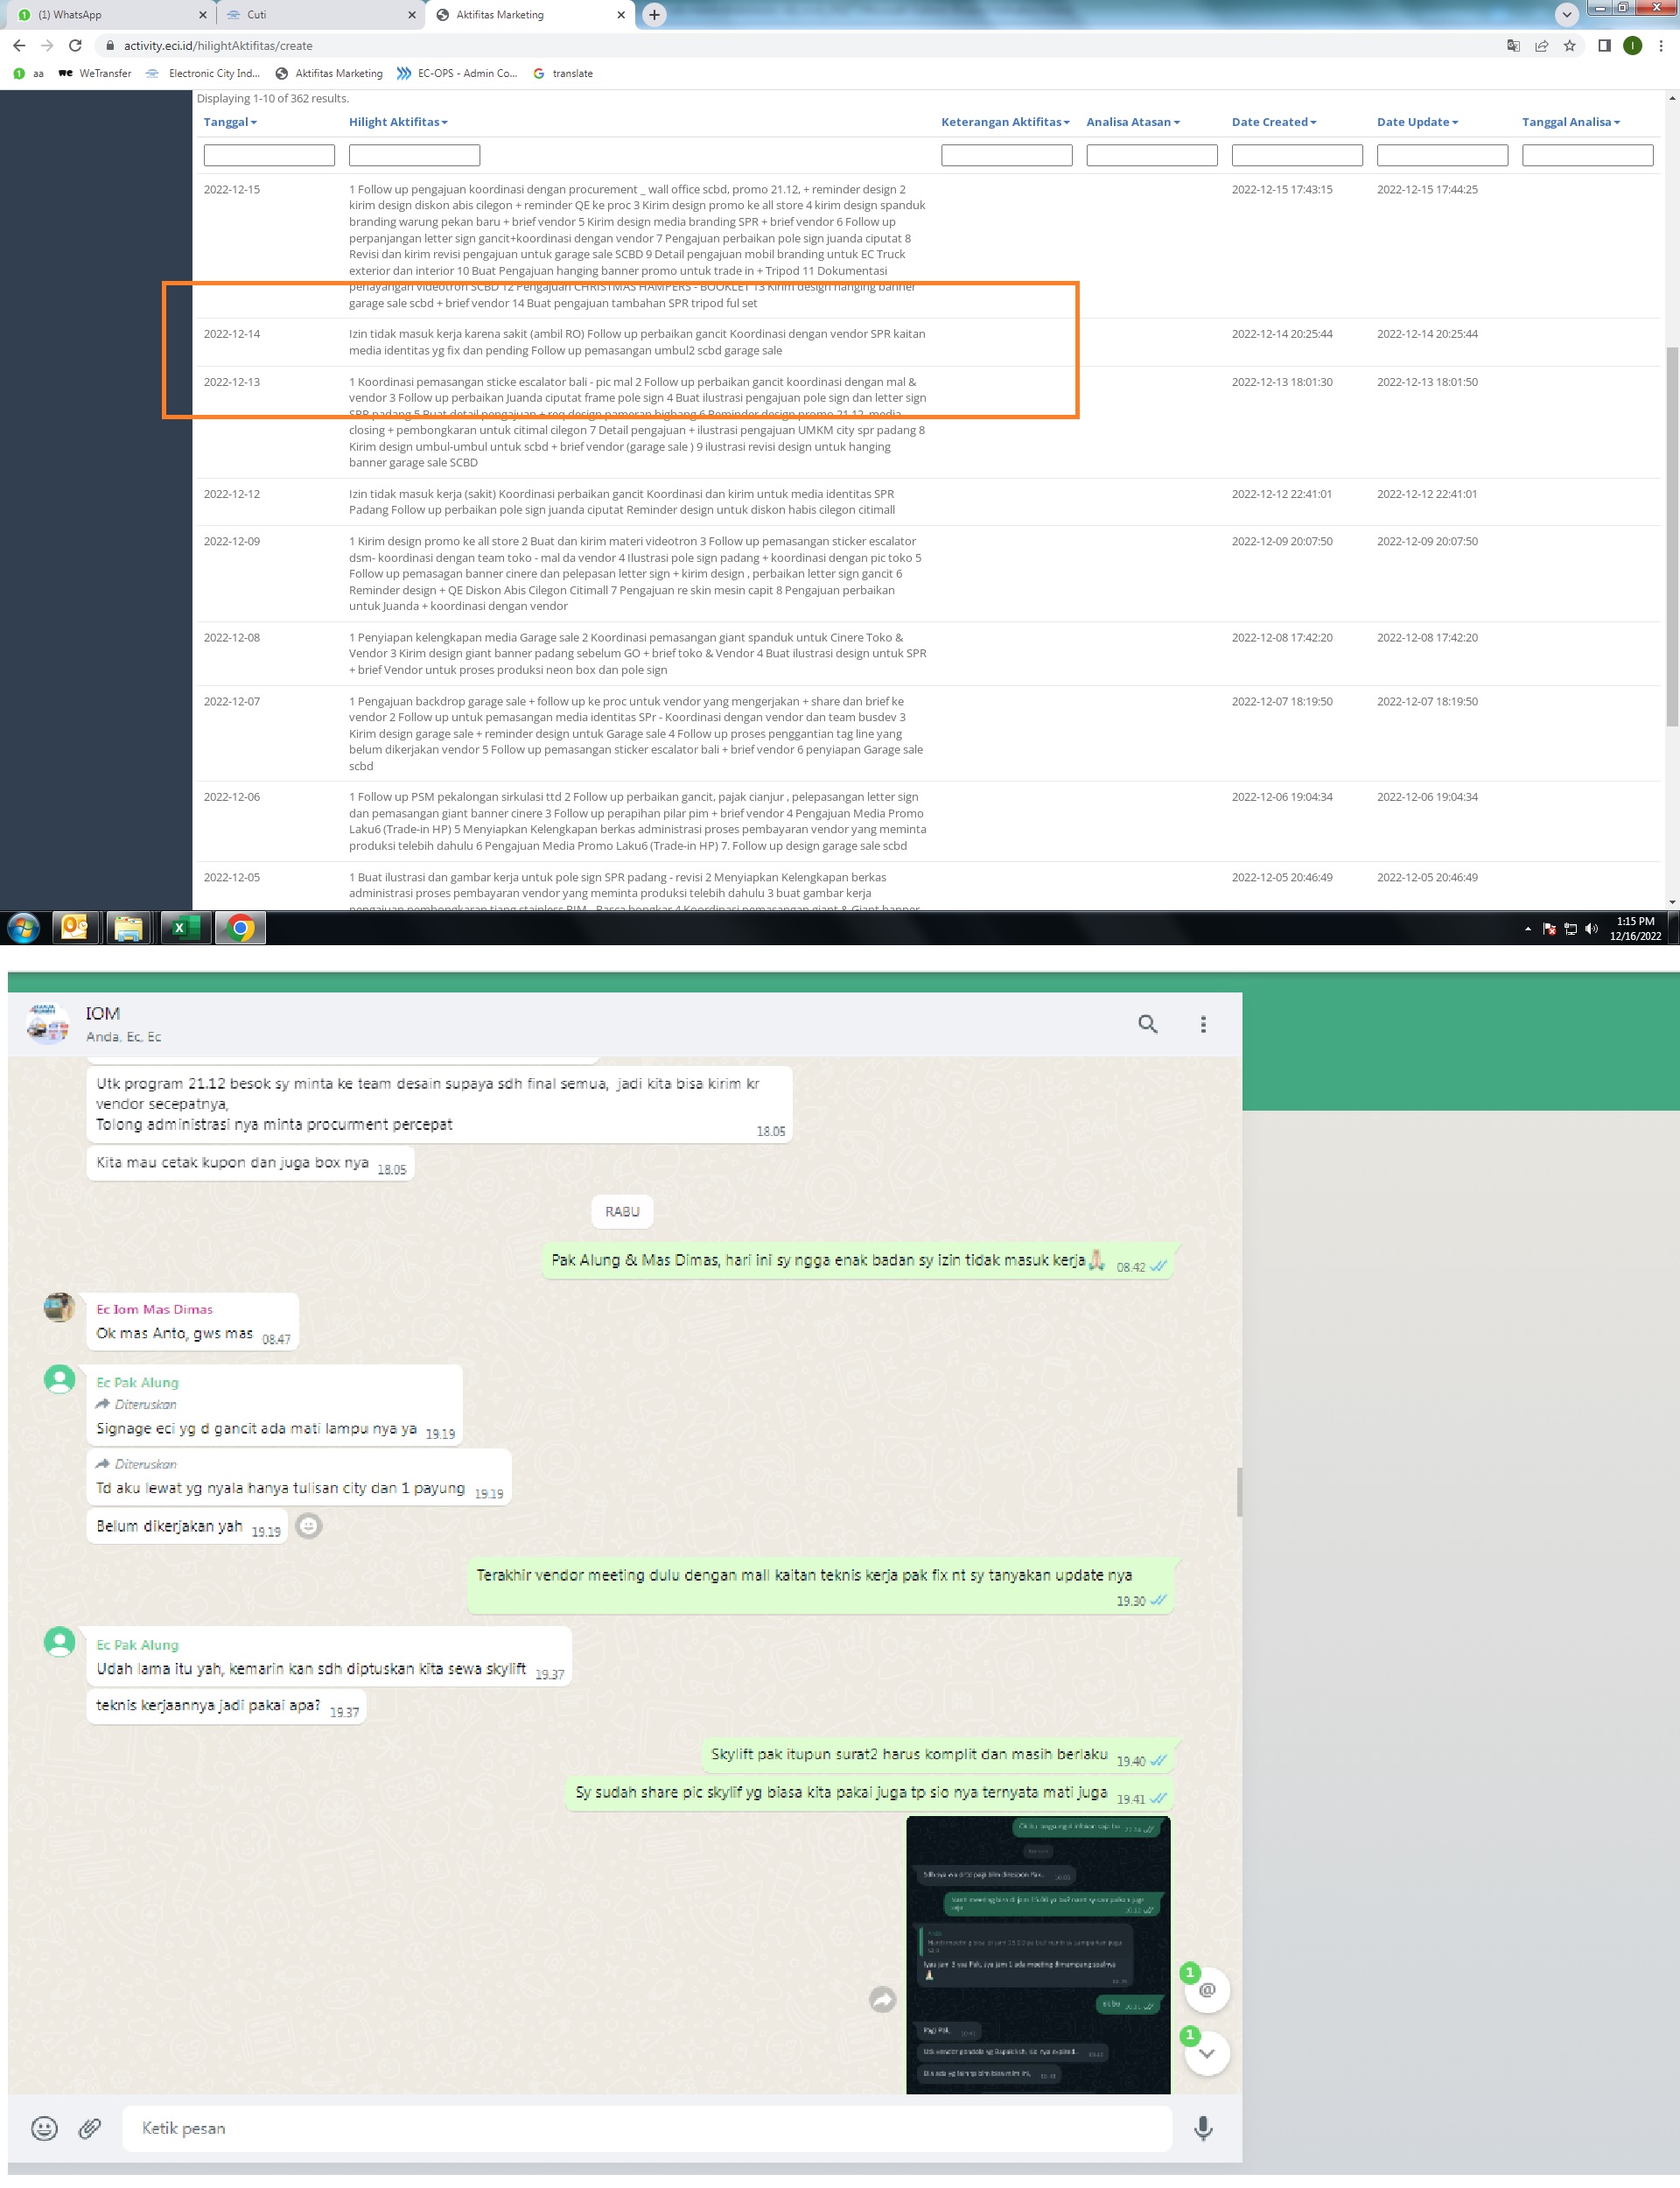 (1) WhatsApp
Cuti
Aktifitas Marketing
activity.eci.id/hilightAktifitas/create
aa
WeTransfer
Electronic City Ind...
Aktifitas Marketing
EC-OPS - Admin Co...
translate
Displaying 1-10 of 362 results.
Tanggal Hilight Aktifitas Keterangan Aktifitas Analisa Atasan Date Created Date Update Tanggal Analisa
2022-12-15
1 Follow up pengajuan koordinasi dengan procurement _ wall office scbd, promo 21.12, + reminder design 2
kirim design diskon abis cilegon + reminder QE ke proc 3 Kirim design promo ke all store 4 kirim design spanduk
branding warung pekan baru + brief vendor 5 Kirim design media branding SPR + brief vendor 6 Follow up
perpanjangan letter sign gancit+koordinasi dengan vendor 7 Pengajuan perbaikan pole sign juanda ciputat 8
Revisi dan kirim revisi pengajuan untuk garage sale SCBD 9 Detail pengajuan mobil branding untuk EC Truck
exterior dan interior 10 Buat Pengajuan hanging banner promo untuk trade in + Tripod 11 Dokumentasi
penayangan videotron SCBD 12 Pengajuan CHRISTMAS HAMPERS - BOOKLET 13 Kirim design hanging banner
garage sale scbd + brief vendor 14 Buat pengajuan tambahan SPR tripod ful set
2022-12-15 17:43:15
2022-12-15 17:44:25
2022-12-14
Izin tidak masuk kerja karena sakit (ambil RO) Follow up perbaikan gancit Koordinasi dengan vendor SPR kaitan
media identitas yg fix dan pending Follow up pemasangan umbul2 scbd garage sale
2022-12-14 20:25:44
2022-12-14 20:25:44
2022-12-13
1 Koordinasi pemasangan sticke escalator bali - pic mal 2 Follow up perbaikan gancit koordinasi dengan mal &
vendor 3 Follow up perbaikan Juanda ciputat frame pole sign 4 Buat ilustrasi pengajuan pole sign dan letter sign
SPR padang 5 Buat detail pengajuan + req design pameran bigbang 6 Reminder design promo 21.12, media
closing + pembongkaran untuk citimal cilegon 7 Detail pengajuan + ilustrasi pengajuan UMKM city spr padang 8
Kirim design umbul-umbul untuk scbd + brief vendor (garage sale ) 9 ilustrasi revisi design untuk hanging
banner garage sale SCBD
2022-12-13 18:01:30
2022-12-13 18:01:50
2022-12-12
Izin tidak masuk kerja (sakit) Koordinasi perbaikan gancit Koordinasi dan kirim untuk media identitas SPR
Padang Follow up perbaikan pole sign juanda ciputat Reminder design untuk diskon habis cilegon citimall
2022-12-12 22:41:01
2022-12-12 22:41:01
2022-12-09
1 Kirim design promo ke all store 2 Buat dan kirim materi videotron 3 Follow up pemasangan sticker escalator
dsm- koordinasi dengan team toko - mal da vendor 4 Ilustrasi pole sign padang + koordinasi dengan pic toko 5
Follow up pemasagan banner cinere dan pelepasan letter sign + kirim design , perbaikan letter sign gancit 6
Reminder design + QE Diskon Abis Cilegon Citimall 7 Pengajuan re skin mesin capit 8 Pengajuan perbaikan
untuk Juanda + koordinasi dengan vendor
2022-12-09 20:07:50
2022-12-09 20:07:50
2022-12-08
1 Penyiapan kelengkapan media Garage sale 2 Koordinasi pemasangan giant spanduk untuk Cinere Toko &
Vendor 3 Kirim design giant banner padang sebelum GO + brief toko & Vendor 4 Buat ilustrasi design untuk SPR
+ brief Vendor untuk proses produksi neon box dan pole sign
2022-12-08 17:42:20
2022-12-08 17:42:20
2022-12-07
1 Pengajuan backdrop garage sale + follow up ke proc untuk vendor yang mengerjakan + share dan brief ke
vendor 2 Follow up untuk pemasangan media identitas SPr - Koordinasi dengan vendor dan team busdev 3
Kirim design garage sale + reminder design untuk Garage sale 4 Follow up proses penggantian tag line yang
belum dikerjakan vendor 5 Follow up pemasangan sticker escalator bali + brief vendor 6 penyiapan Garage sale
scbd
2022-12-07 18:19:50
2022-12-07 18:19:50
2022-12-06
1 Follow up PSM pekalongan sirkulasi ttd 2 Follow up perbaikan gancit, pajak cianjur , pelepasangan letter sign
dan pemasangan giant banner cinere 3 Follow up perapihan pilar pim + brief vendor 4 Pengajuan Media Promo
Laku6 (Trade-in HP) 5 Menyiapkan Kelengkapan berkas administrasi proses pembayaran vendor yang meminta
produksi telebih dahulu 6 Pengajuan Media Promo Laku6 (Trade-in HP) 7. Follow up design garage sale scbd
2022-12-06 19:04:34
2022-12-06 19:04:34
2022-12-05
1 Buat ilustrasi dan gambar kerja untuk pole sign SPR padang - revisi 2 Menyiapkan Kelengkapan berkas
administrasi proses pembayaran vendor yang meminta produksi telebih dahulu 3 buat gambar kerja
pengajuan pembongkaran tiang stainless PIM - Pasca bongkar 4 Koordinasi pemasangan giant & Giant banner
2022-12-05 20:46:49
2022-12-05 20:46:49
1:15 PM
12/16/2022
IOM
Anda, Ec, Ec
Utk program 21.12 besok sy minta ke team desain supaya sdh final semua, jadi kita bisa kirim kr
vendor secepatnya,
Tolong administrasi nya minta procurment percepat
18.05
Kita mau cetak kupon dan juga box nya 18.05
RABU
Pak Alung & Mas Dimas, hari ini sy ngga enak badan sy izin tidak masuk kerja🙏🏻 08.42
Ec Iom Mas Dimas
Ok mas Anto, gws mas 08.47
Ec Pak Alung
Diteruskan
Signage eci yg d gancit ada mati lampu nya ya 19.19
Diteruskan
Td aku lewat yg nyala hanya tulisan city dan 1 payung 19.19
Belum dikerjakan yah 19.19
Terakhir vendor meeting dulu dengan mall kaitan teknis kerja pak fix nt sy tanyakan update nya
19.30
Ec Pak Alung
Udah lama itu yah, kemarin kan sdh diptuskan kita sewa skylift 19.37
teknis kerjaannya jadi pakai apa? 19.37
Skylift pak itupun surat2 harus komplit dan masih berlaku 19.40
Sy sudah share pic skylif yg biasa kita pakai juga tp sio nya ternyata mati juga 19.41
ok bu
Pagi Pak,
1
@
1
Ketik pesan